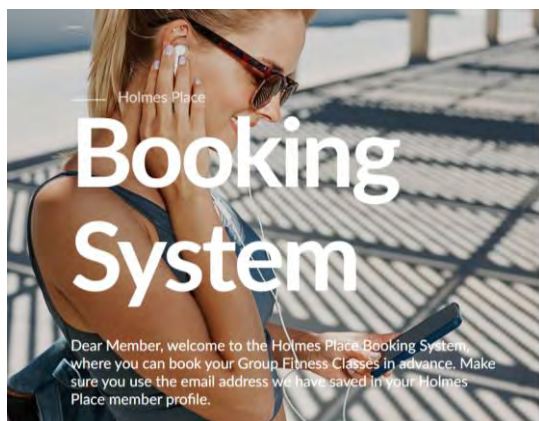 Holmes Place
Booking
System
Dear Member, welcome to the Holmes Place Booking System,
where you can book your Group Fitness Classes in advance. Make
sure you use the email address we have saved in your Holmes
Place member profile.